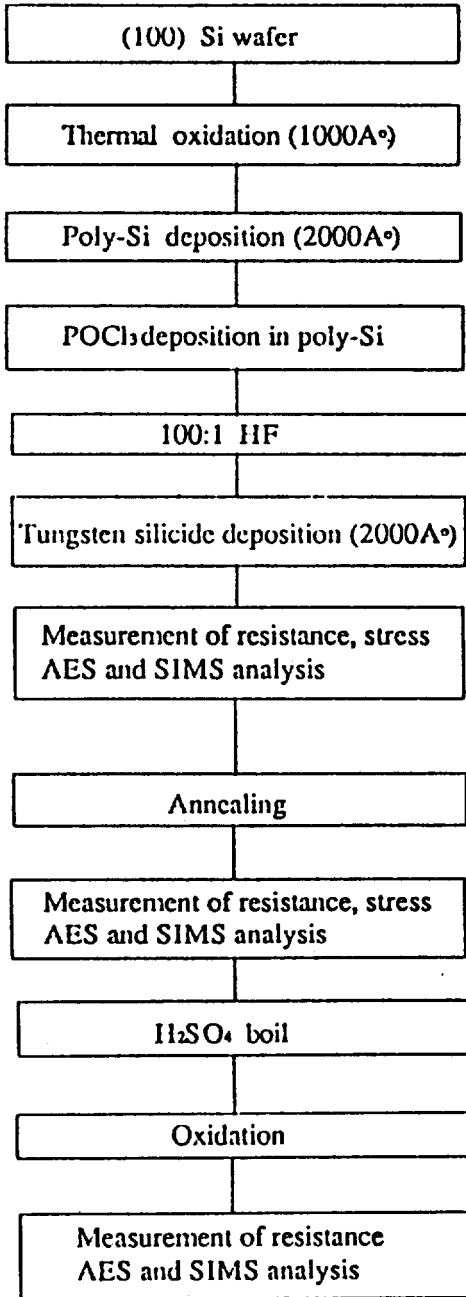 (100) Si wafer
Thermal oxidation (1000A°)
Poly-Si deposition (2000A°)
POCl₃ deposition in poly-Si
100:1 HF
Tungsten silicide deposition (2000A°)
Measurement of resistance, stress
AES and SIMS analysis
Anncaling
Measurement of resistance, stress
AES and SIMS analysis
H₂SO₄ boil
Oxidation
Measurement of resistance
AES and SIMS analysis